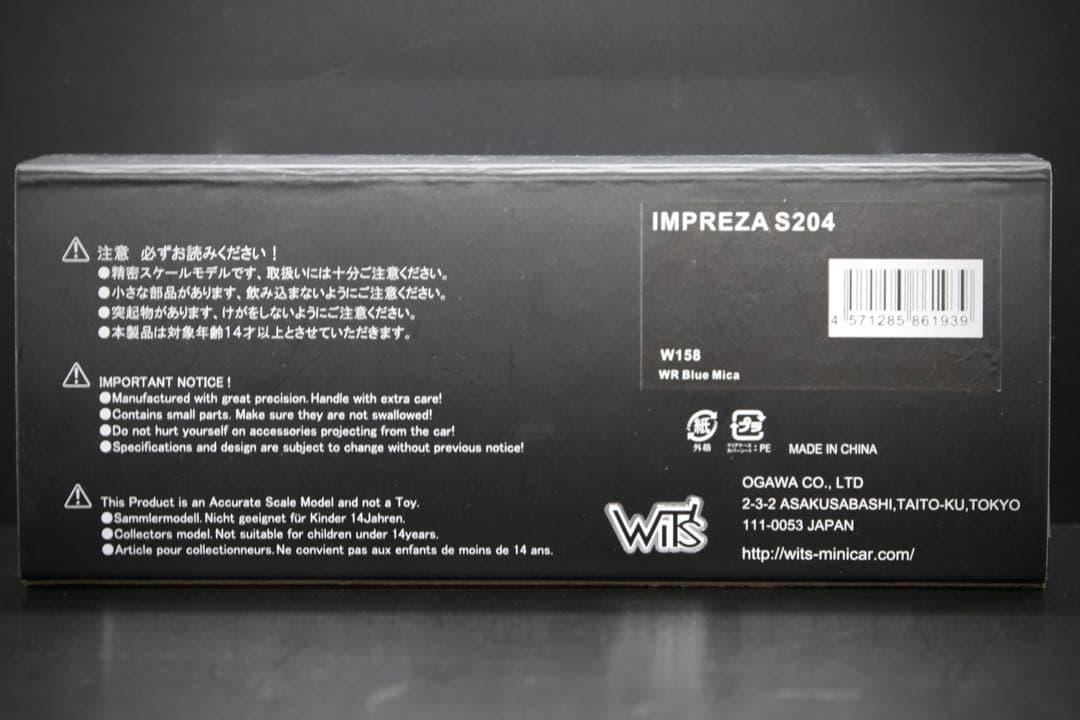 注意 必ずお読みください！
●精密スケールモデルです、取扱いには十分ご注意ください。
●小さな部品があります、飲み込まないようにご注意ください。
●突起物があります、けがをしないようにご注意ください。
●本製品は対象年齢14才以上とさせていただきます。
IMPORTANT NOTICE !
●Manufactured with great precision. Handle with extra care!
●Contains small parts. Make sure they are not swallowed!
●Do not hurt yourself on accessories projecting from the car!
●Specifications and design are subject to change without previous notice!
This Product is an Accurate Scale Model and not a Toy.
●Sammlermodell. Nicht geeignet für Kinder 14Jahren.
●Collectors model. Not suitable for children under 14years.
●Article pour collectionneurs. Ne convient pas aux enfants de moins de 14 ans.
IMPREZA S204
4 571285 861939
W158
WR Blue Mica
紙
外箱
プラ
: PE
MADE IN CHINA
WiT's
OGAWA CO., LTD
2-3-2 ASAKUSABASHI,TAITO-KU,TOKYO
111-0053 JAPAN
http://wits-minicar.com/